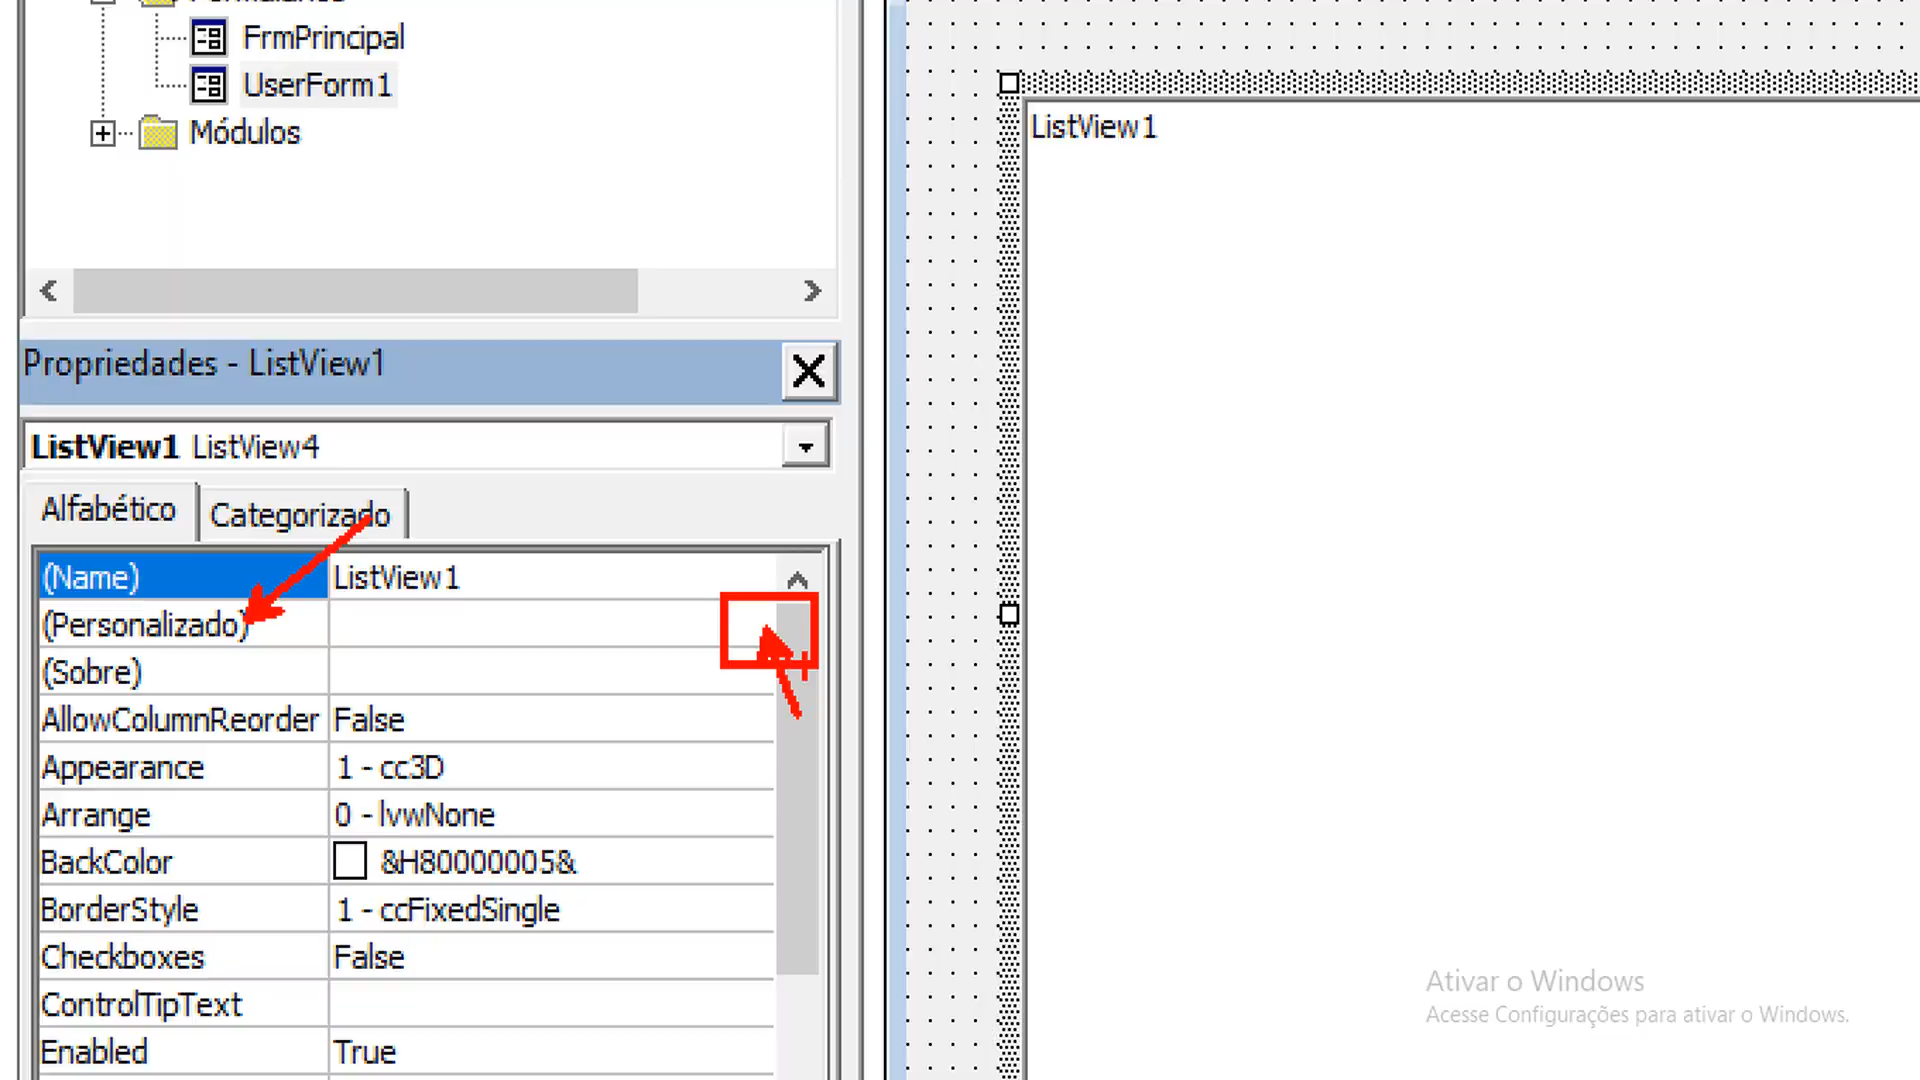 FrmPrincipal
UserForm1
Módulos
ListView1
Propriedades - ListView1
ListView1 ListView4
Alfabético Categorizado
(Name) ListView1
(Personalizado)
(Sobre)
AllowColumnReorder False
Appearance 1 - cc3D
Arrange 0 - lvwNone
BackColor &H80000005&
BorderStyle 1 - ccFixedSingle
Checkboxes False
ControlTipText
Enabled True
Ativar o Windows
Acesse Configurações para ativar o Windows.